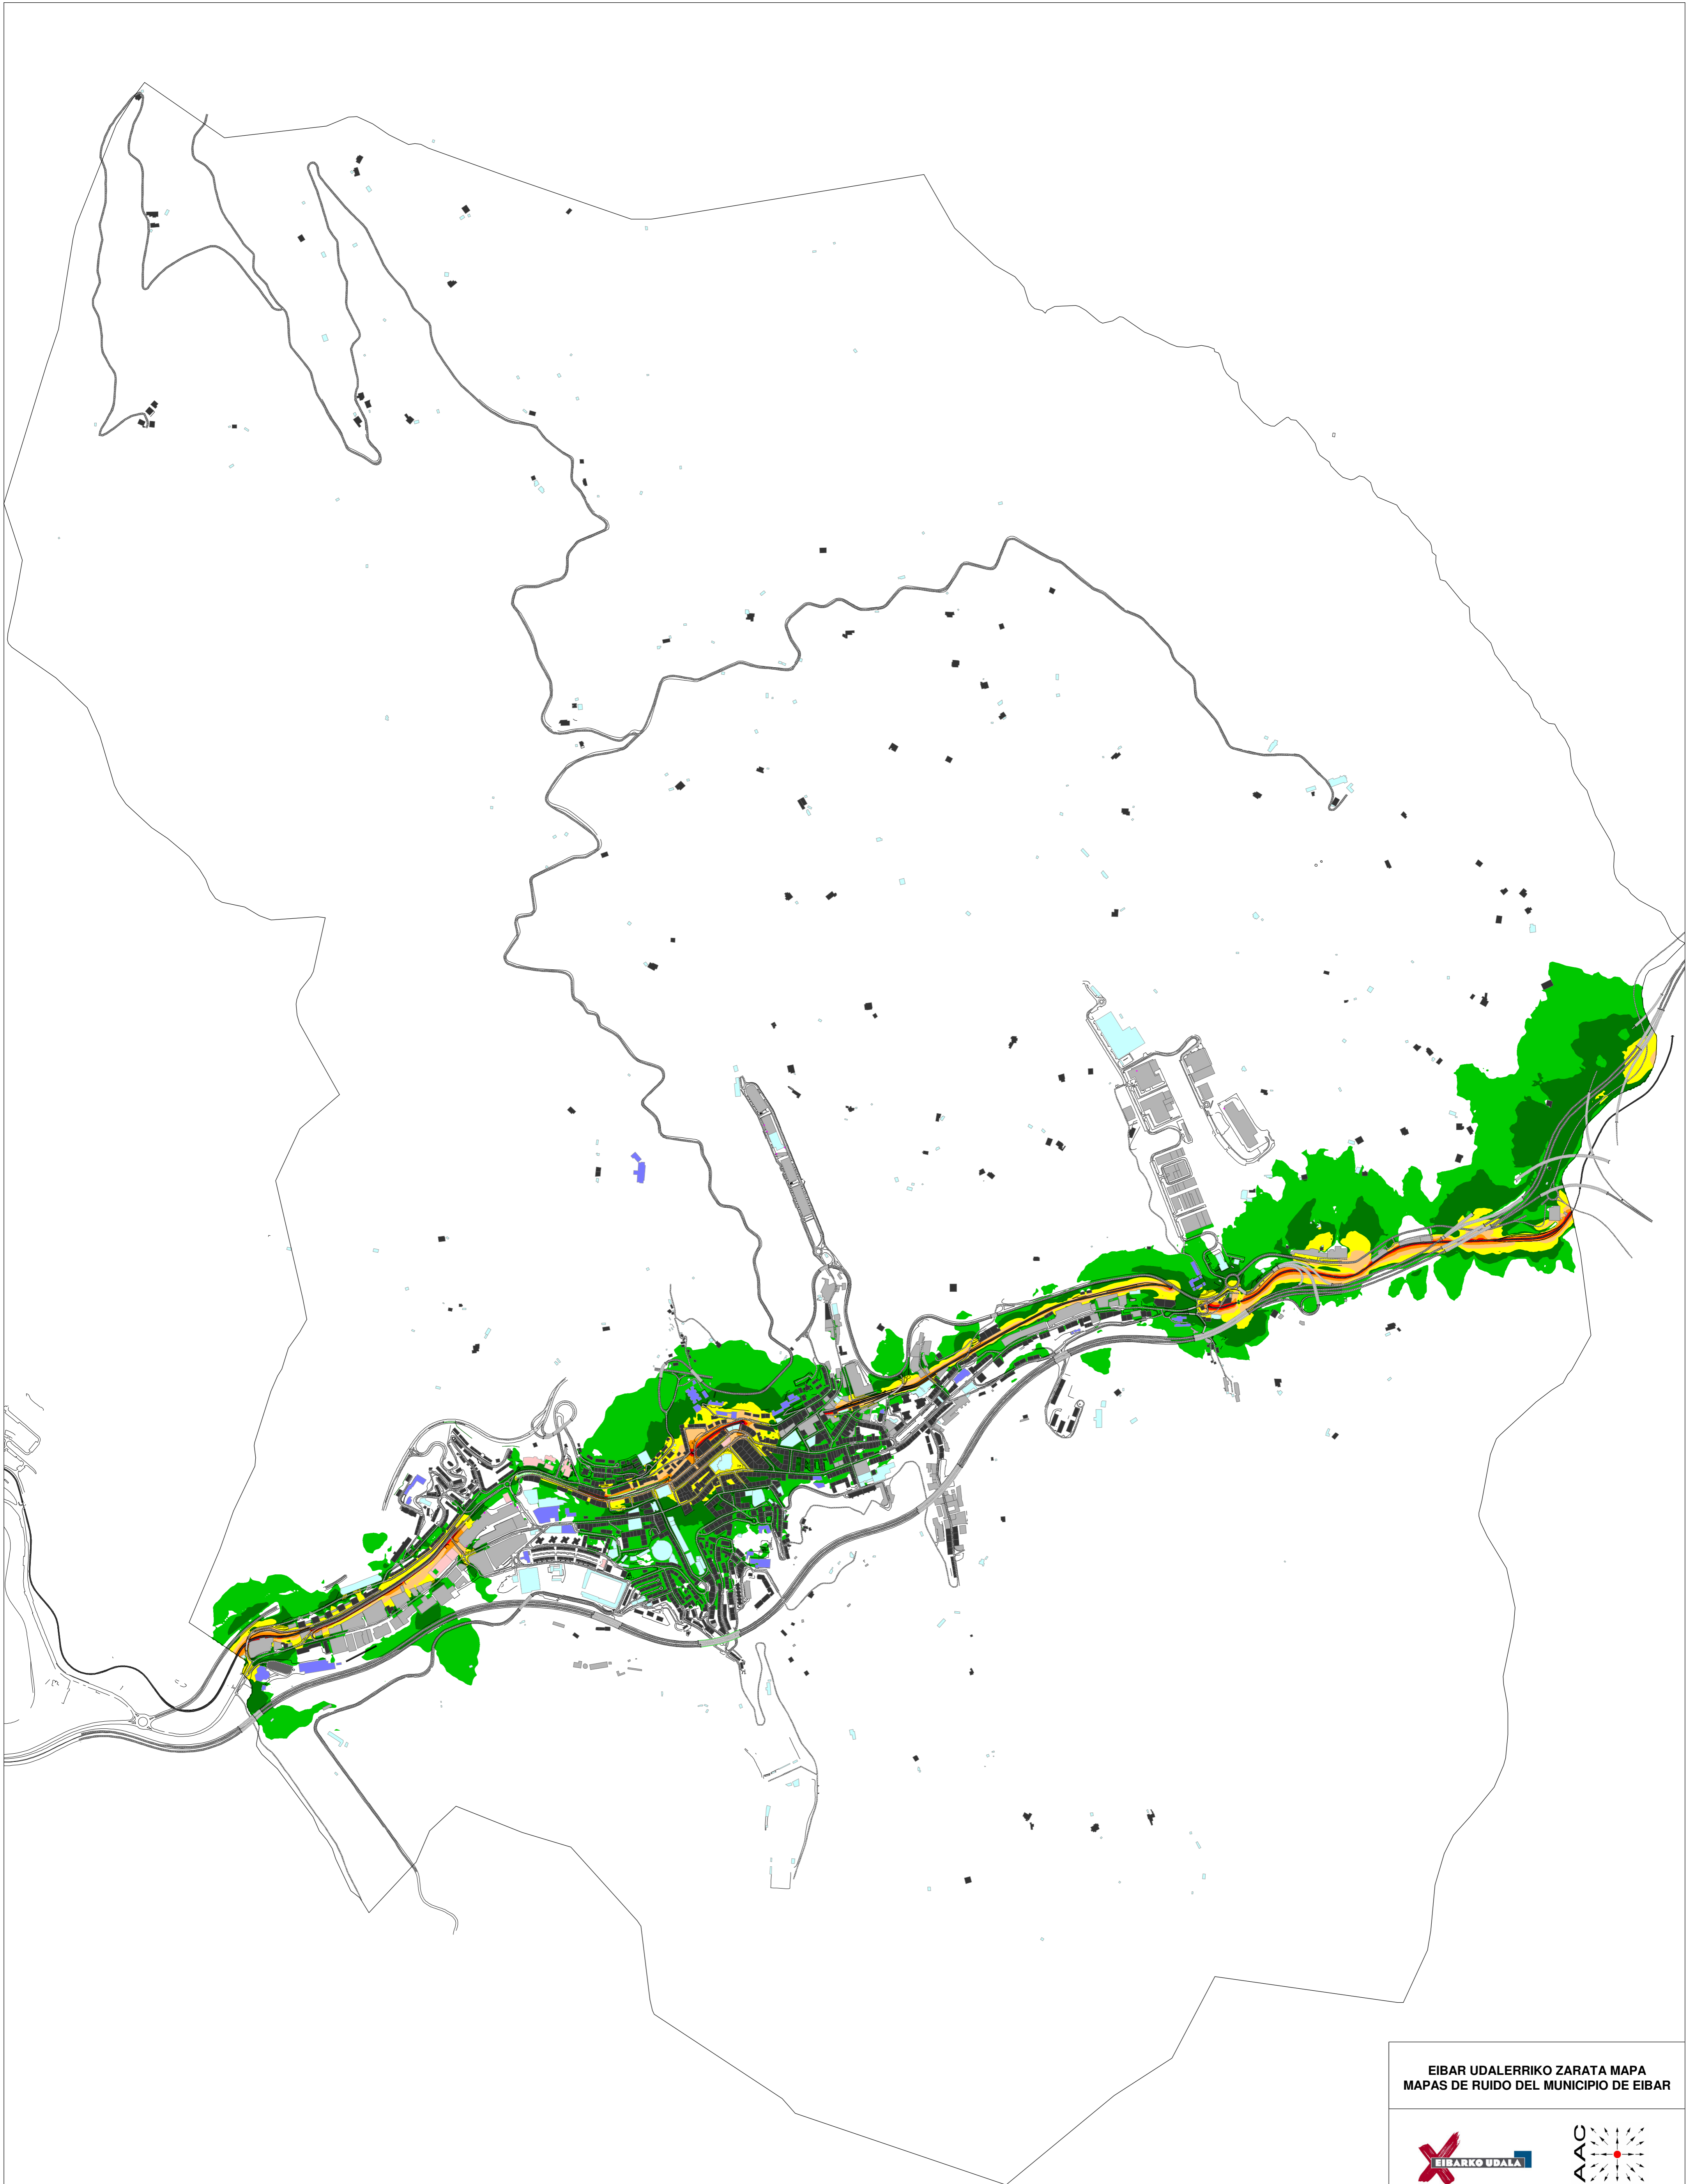 EIBAR UDALERRIKO ZARATA MAPA
MAPAS DE RUIDO DEL MUNICIPIO DE EIBAR
EIBARKO UDALA
AAC